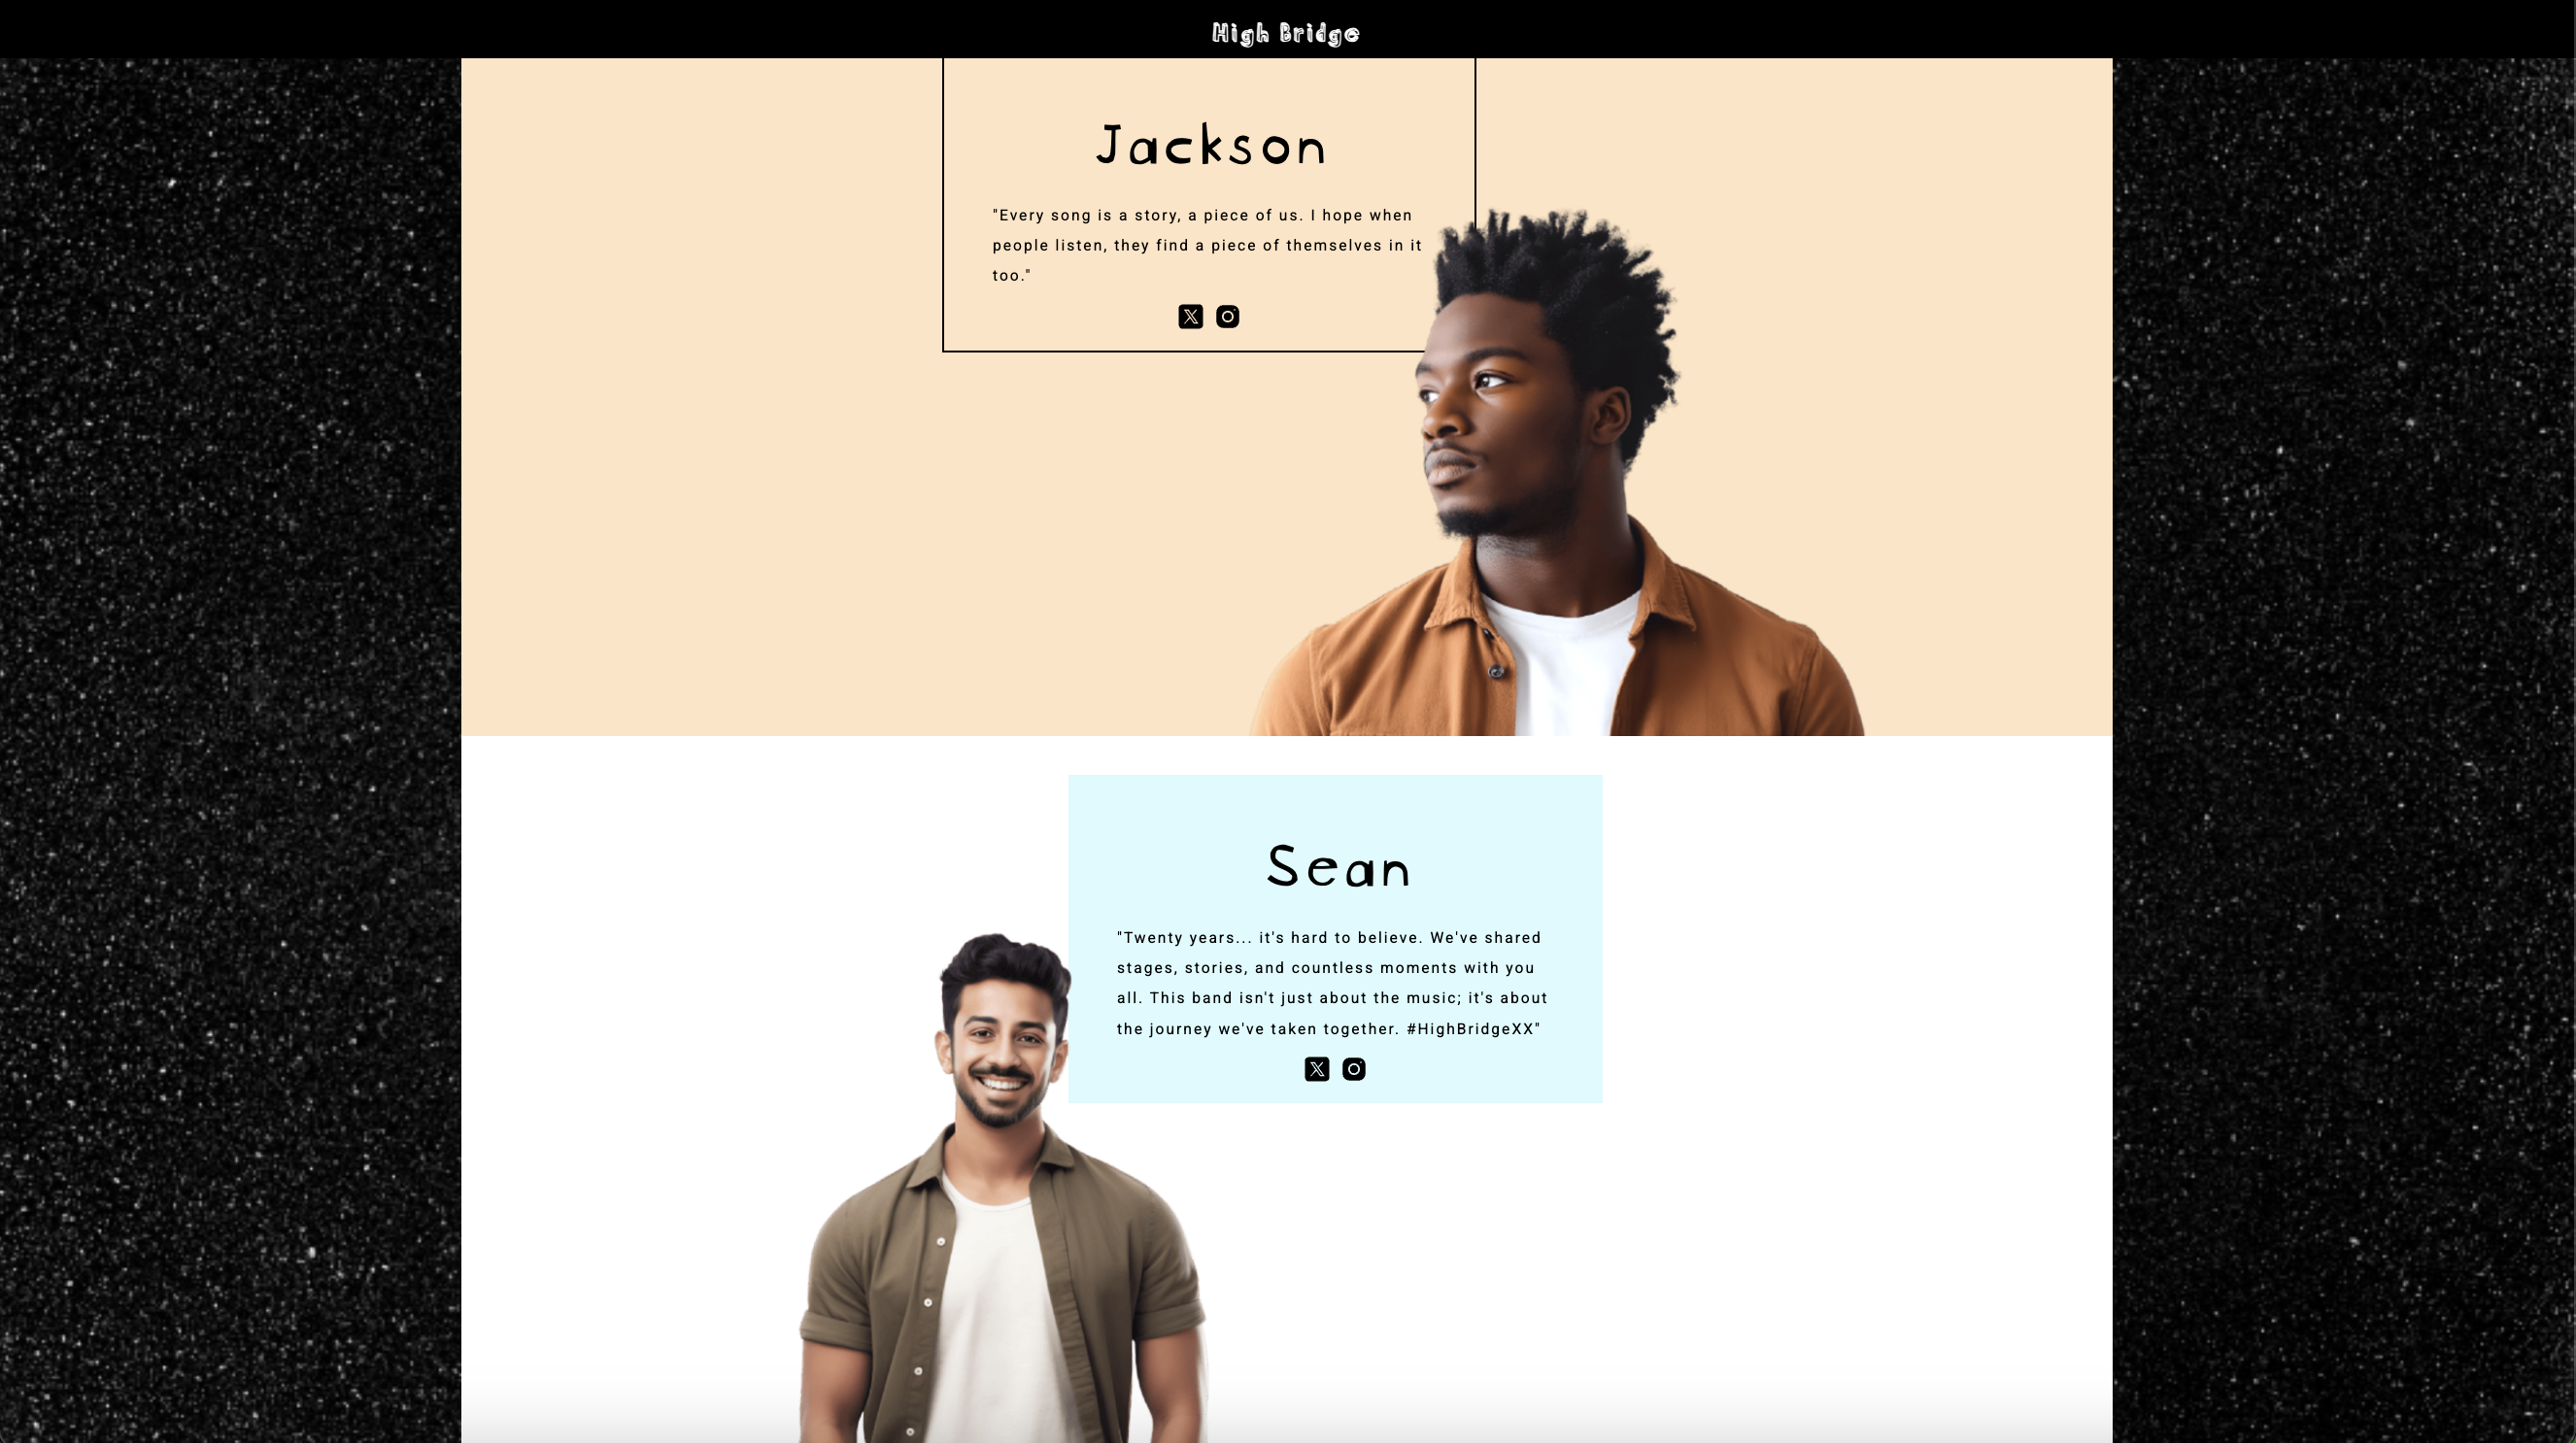 High Bridge
Jackson
"Every song is a story, a piece of us. I hope when
people listen, they find a piece of themselves in it
too."
Sean
"Twenty years... it's hard to believe. We've shared
stages, stories, and countless moments with you
all. This band isn't just about the music; it's about
the journey we've taken together. #HighBridgeXX"